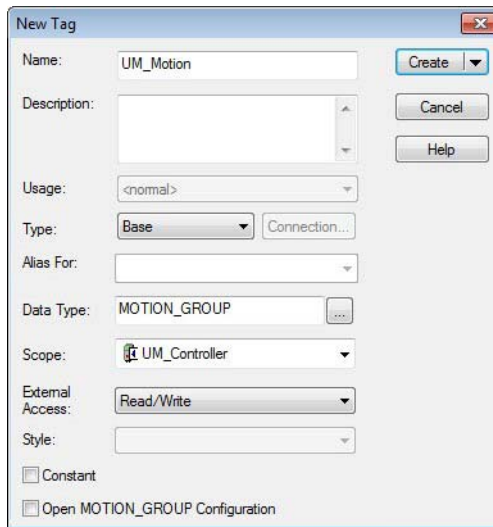 New Tag
Name: UM_Motion
Create
Description:
Cancel
Help
Usage: <normal>
Type: Base Connection...
Alias For:
Data Type: MOTION_GROUP ...
Scope: UM_Controller
External Access: Read/Write
Style:
Constant
Open MOTION_GROUP Configuration